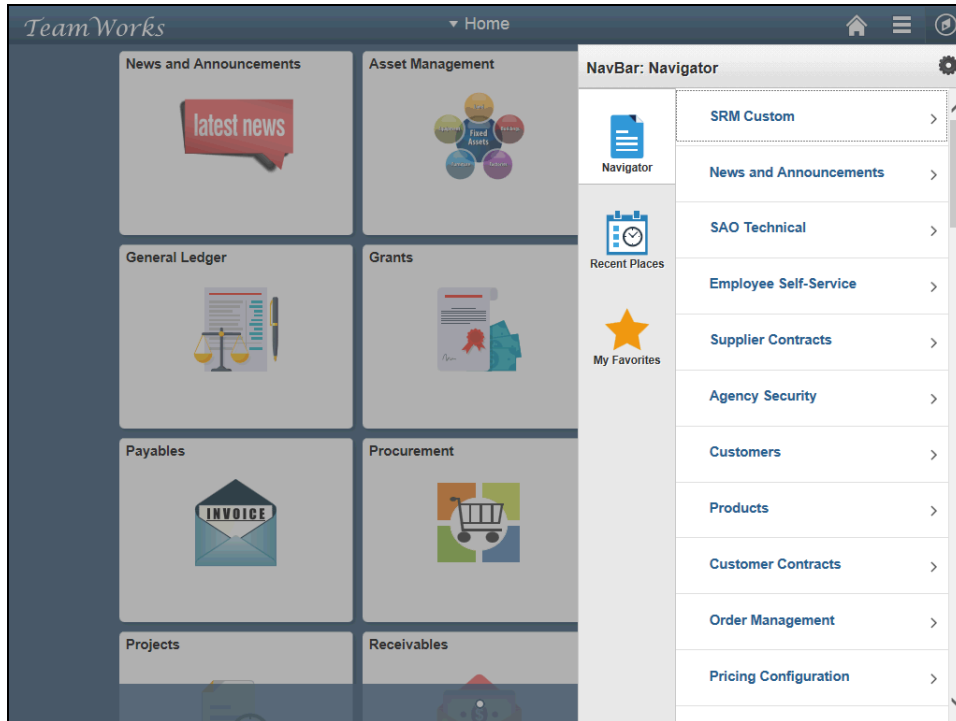 TeamWorks
Home
News and Announcements
latest news
Asset Management
Fixed
Assets
General Ledger
Grants
Payables
INVOICE
Procurement
Projects
Receivables
NavBar: Navigator
Navigator
Recent Places
My Favorites
SRM Custom
News and Announcements
SAO Technical
Employee Self-Service
Supplier Contracts
Agency Security
Customers
Products
Customer Contracts
Order Management
Pricing Configuration